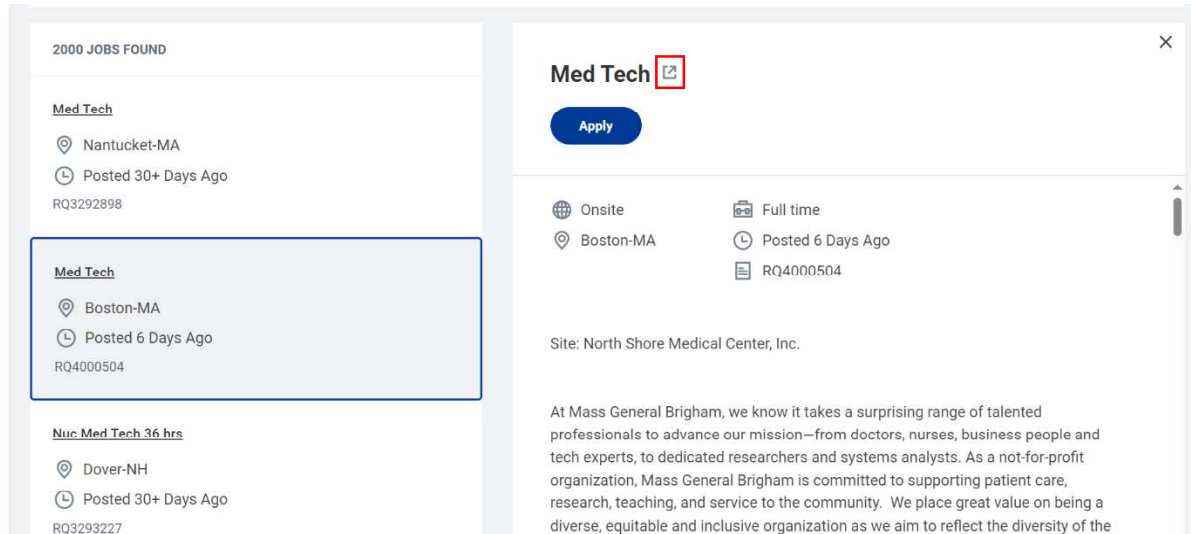 2000 JOBS FOUND
Med Tech
Nantucket-MA
Posted 30+ Days Ago
RQ3292898
Med Tech
Boston-MA
Posted 6 Days Ago
RQ4000504
Nuc Med Tech 36 hrs
Dover-NH
Posted 30+ Days Ago
RQ3293227
Med Tech
Apply
Onsite
Full time
Boston-MA
Posted 6 Days Ago
RQ4000504
Site: North Shore Medical Center, Inc.
At Mass General Brigham, we know it takes a surprising range of talented
professionals to advance our mission—from doctors, nurses, business people and
tech experts, to dedicated researchers and systems analysts. As a not-for-profit
organization, Mass General Brigham is committed to supporting patient care,
research, teaching, and service to the community. We place great value on being a
diverse, equitable and inclusive organization as we aim to reflect the diversity of the